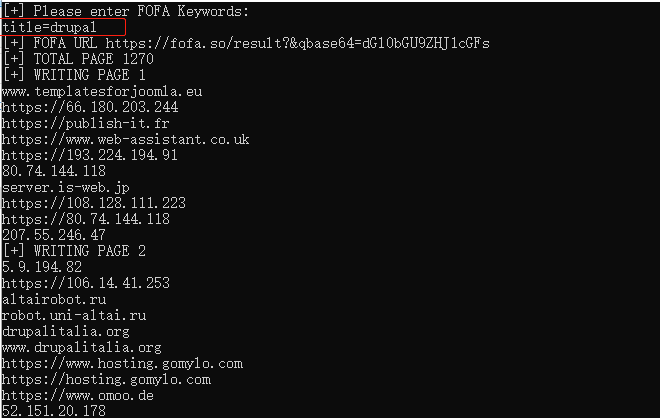 [+] Please enter FOFA Keywords:
title=drupal
[+] FOFA URL https://fofa.so/result?&qbase64=dGl0bGU9ZHJ1cGFs
[+] TOTAL PAGE 1270
[+] WRITING PAGE 1
www.templatesforjoomla.eu
https://66.180.203.244
https://publish-it.fr
https://www.web-assistant.co.uk
https://193.224.194.91
80.74.144.118
server.is-web.jp
https://108.128.111.223
https://80.74.144.118
207.55.246.47
[+] WRITING PAGE 2
5.9.194.82
https://106.14.41.253
altairobot.ru
robot.uni-altai.ru
drupalitalia.org
www.drupalitalia.org
https://www.hosting.gomylo.com
https://hosting.gomylo.com
https://www.omoo.de
52.151.20.178